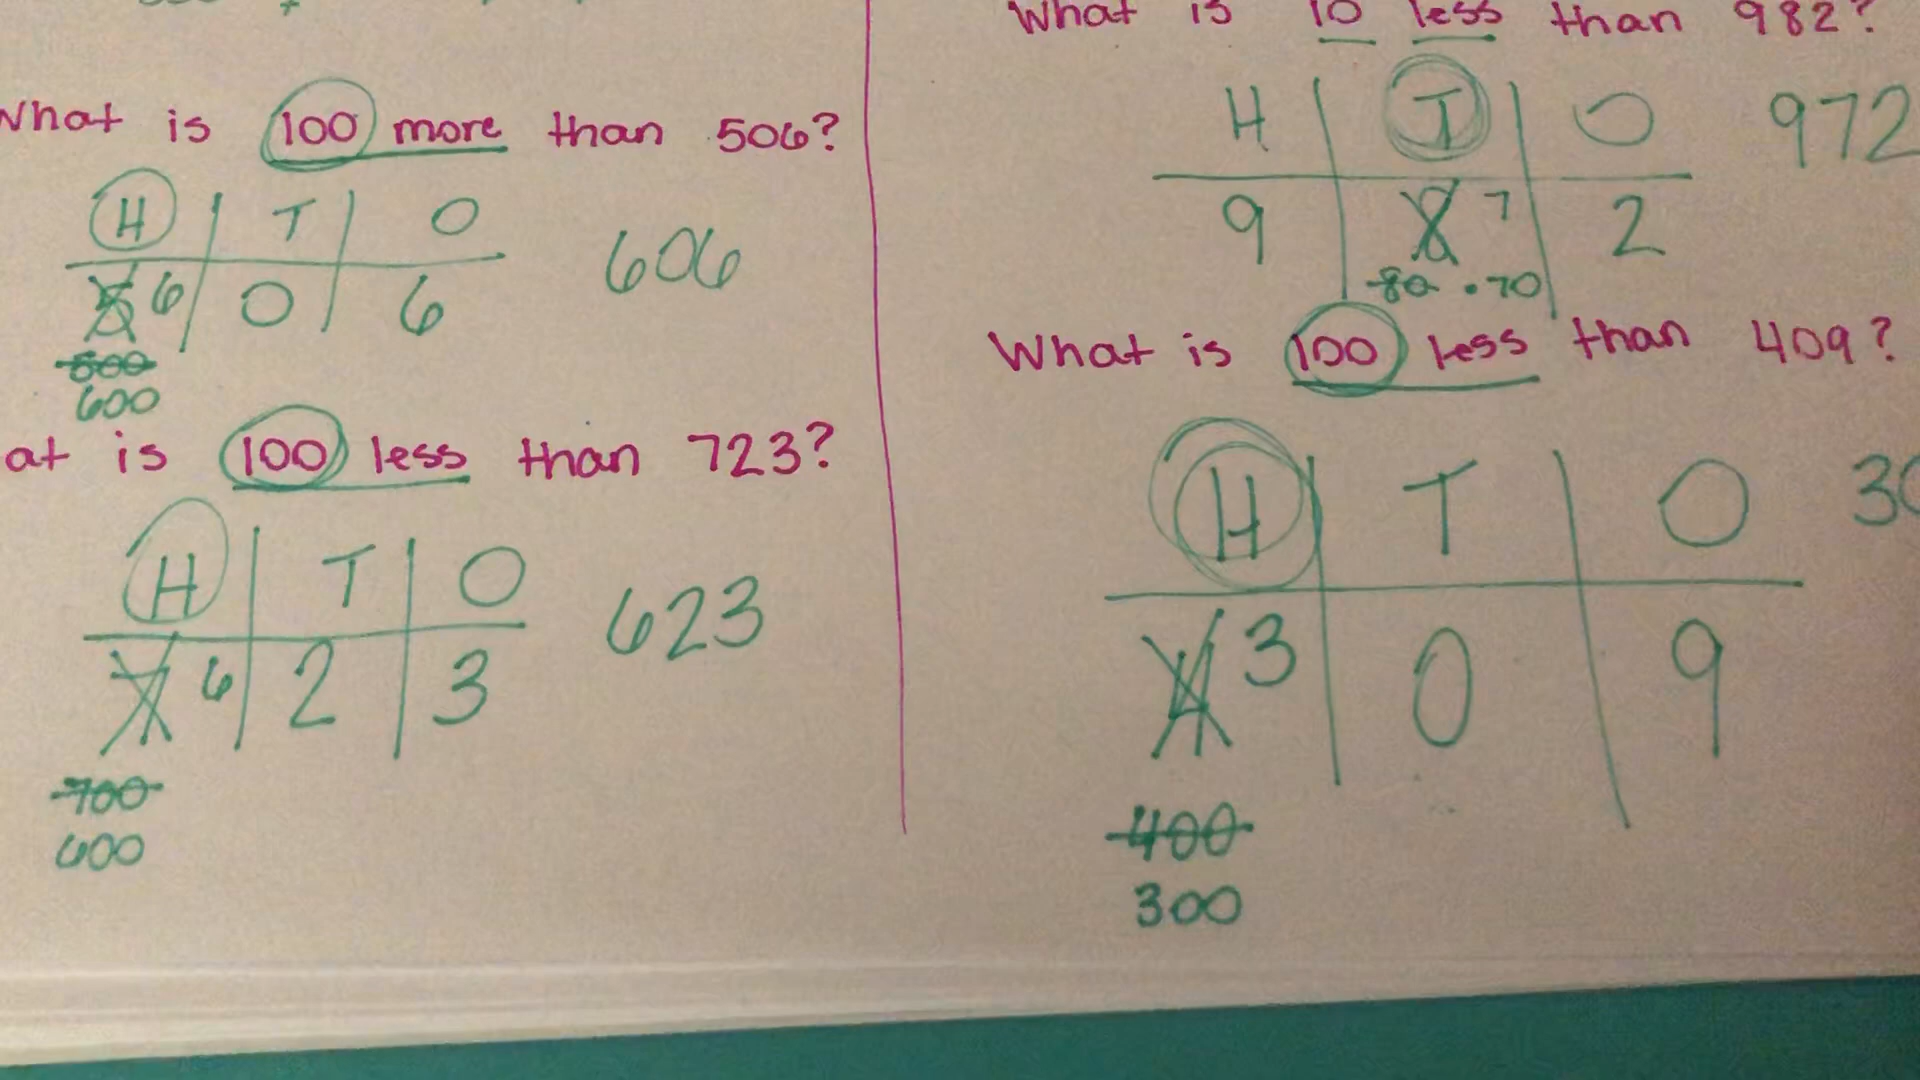 What is 100 more than 506?
H T O
5 6 0 6
606
500
600
at is 100 less than 723?
H T O
7 6 2 3
623
700
600
What is 10 less than 982?
H T O
972
9 8 7 2
80 . 70
What is 100 less than 409?
H T O
30
4 3 0 9
400
300